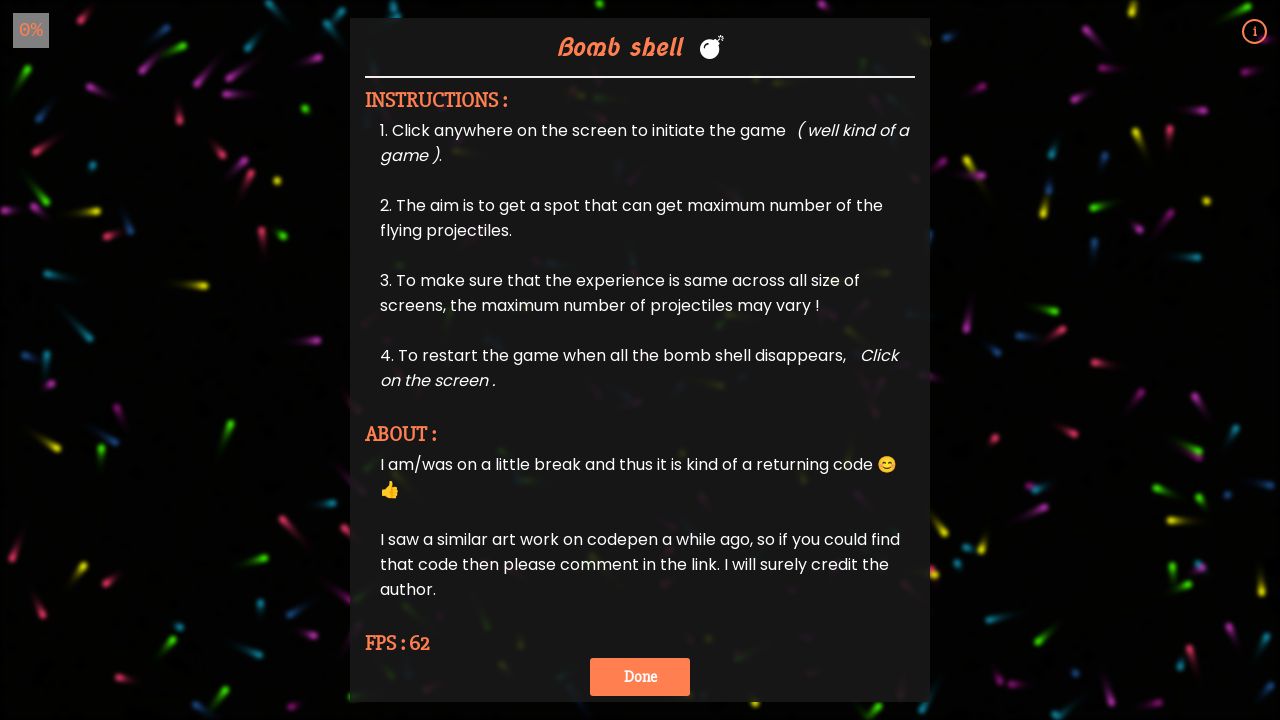 0%
i
Bomb shell 💣
INSTRUCTIONS :
1. Click anywhere on the screen to initiate the game ( well kind of a
game ).
2. The aim is to get a spot that can get maximum number of the
flying projectiles.
3. To make sure that the experience is same across all size of
screens, the maximum number of projectiles may vary !
4. To restart the game when all the bomb shell disappears, Click
on the screen .
ABOUT :
I am/was on a little break and thus it is kind of a returning code 😊
👍
I saw a similar art work on codepen a while ago, so if you could find
that code then please comment in the link. I will surely credit the
author.
FPS : 62
Done